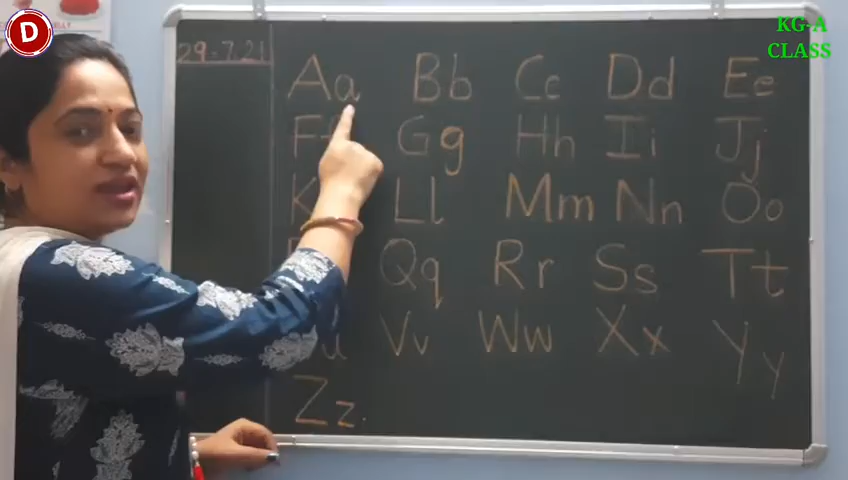 D
KG-A
CLASS
29-7.21
Aa Bb Cc Dd Ee
Ff Gg Hh Ii Jj
K Ll Mm Nn Oo
Qq Rr Ss Tt
u Vv Ww Xx Yy
Zz